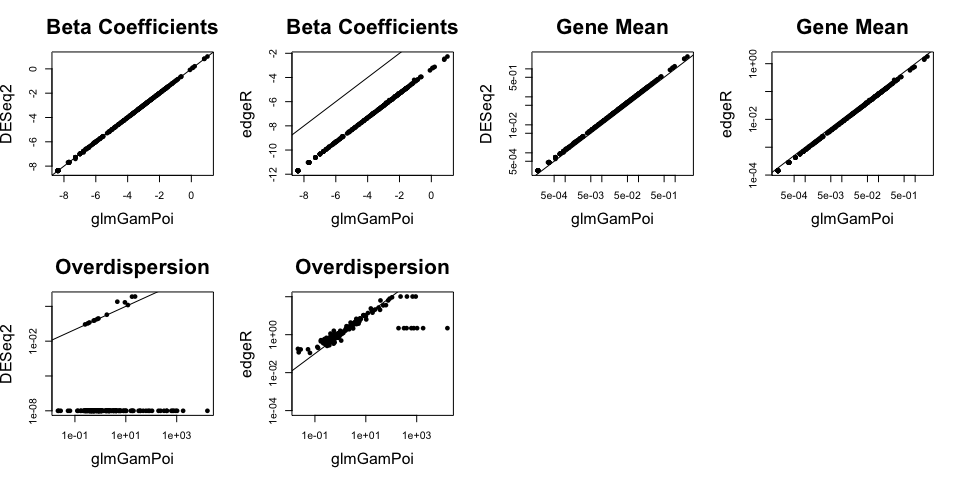 Beta Coefficients
DESeq2
0
-2
-4
-6
-8
-8
-6
-4
-2
0
glmGamPoi
Beta Coefficients
edgeR
-2
-4
-6
-8
-10
-12
-8
-6
-4
-2
0
glmGamPoi
Gene Mean
DESeq2
5e-01
1e-02
5e-04
5e-04
5e-03
5e-02
5e-01
glmGamPoi
Gene Mean
edgeR
1e+00
1e-02
1e-04
5e-04
5e-03
5e-02
5e-01
glmGamPoi
Overdispersion
DESeq2
1e-02
1e-08
1e-01
1e+01
1e+03
glmGamPoi
Overdispersion
edgeR
1e+00
1e-02
1e-04
1e-01
1e+01
1e+03
glmGamPoi